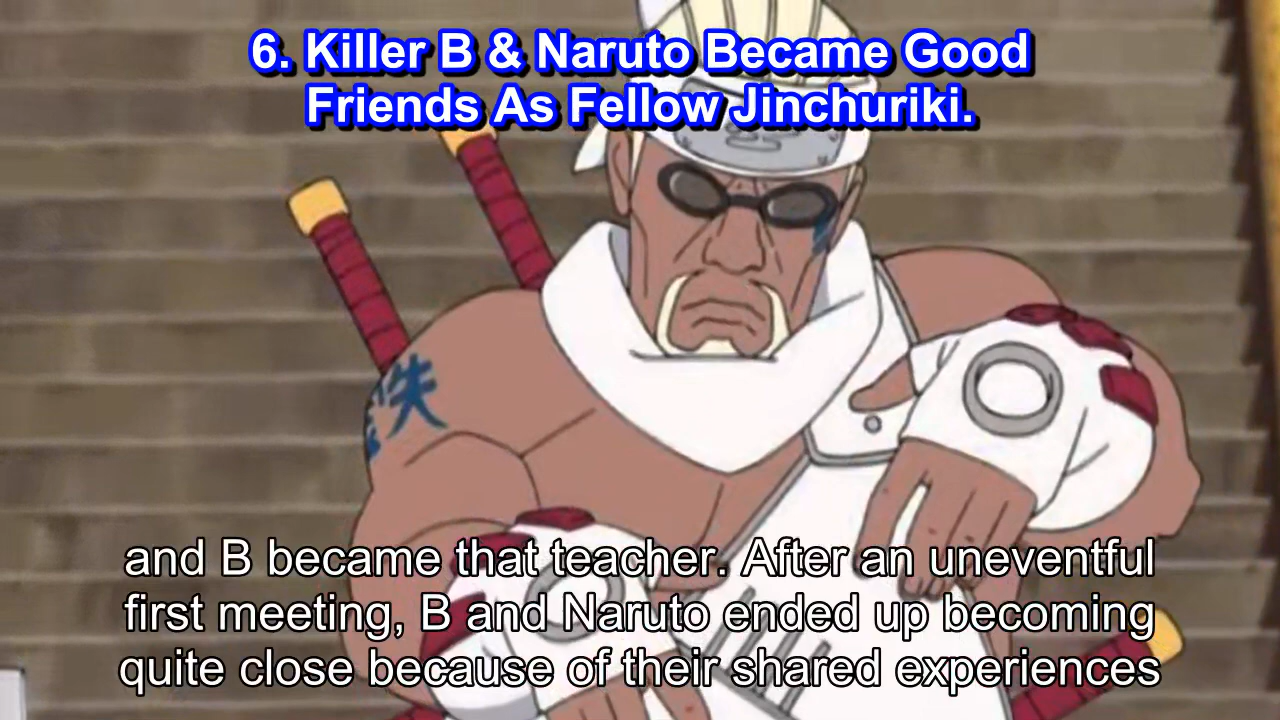 6. Killer B & Naruto Became Good
Friends As Fellow Jinchuriki.
鉄
and B became that teacher. After an uneventful
first meeting, B and Naruto ended up becoming
quite close because of their shared experiences